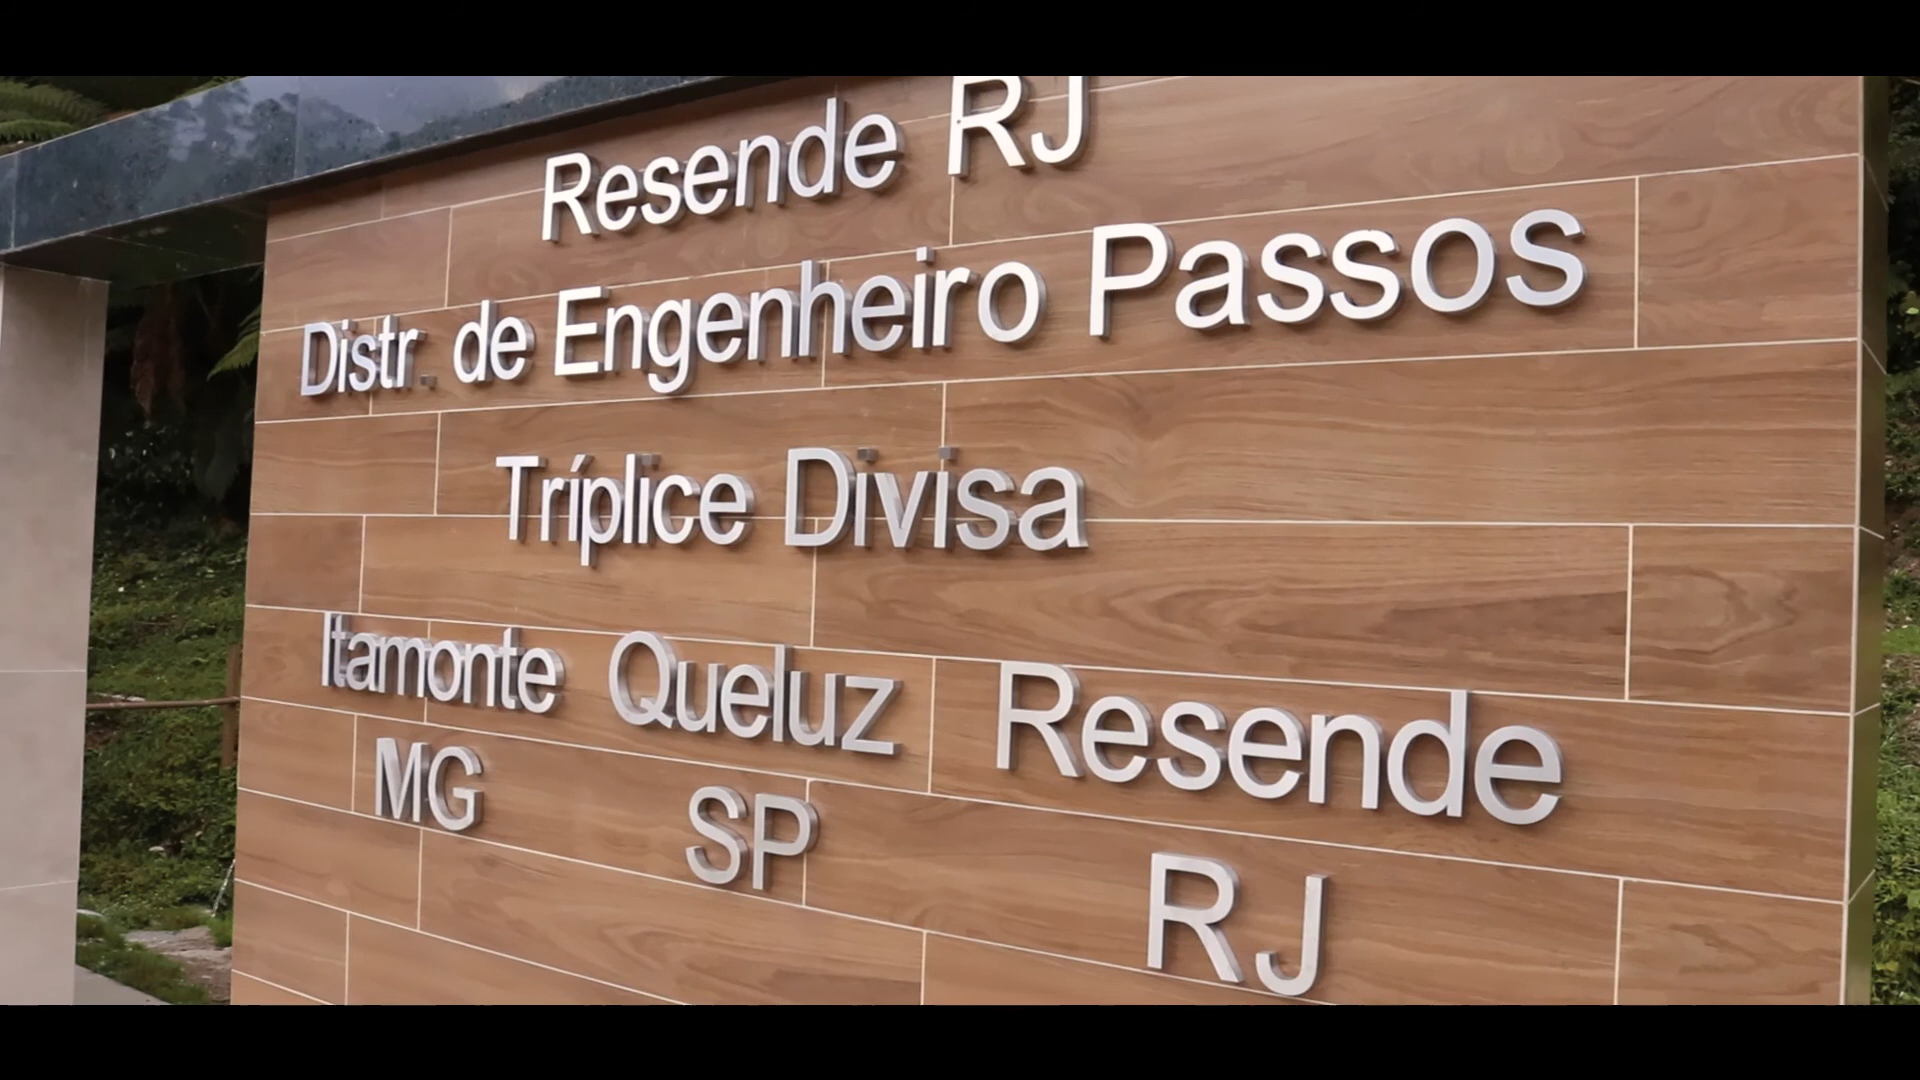 Resende RJ
Distr. de Engenheiro Passos
Tríplice Divisa
Itamonte Queluz Resende
MG SP RJ